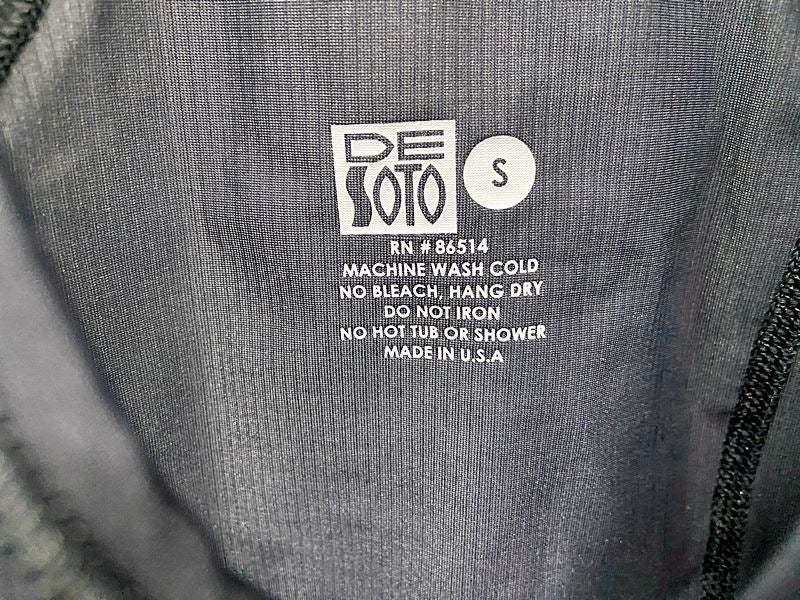 DE
SOTO
S
RN # 86514
MACHINE WASH COLD
NO BLEACH, HANG DRY
DO NOT IRON
NO HOT TUB OR SHOWER
MADE IN U.S.A